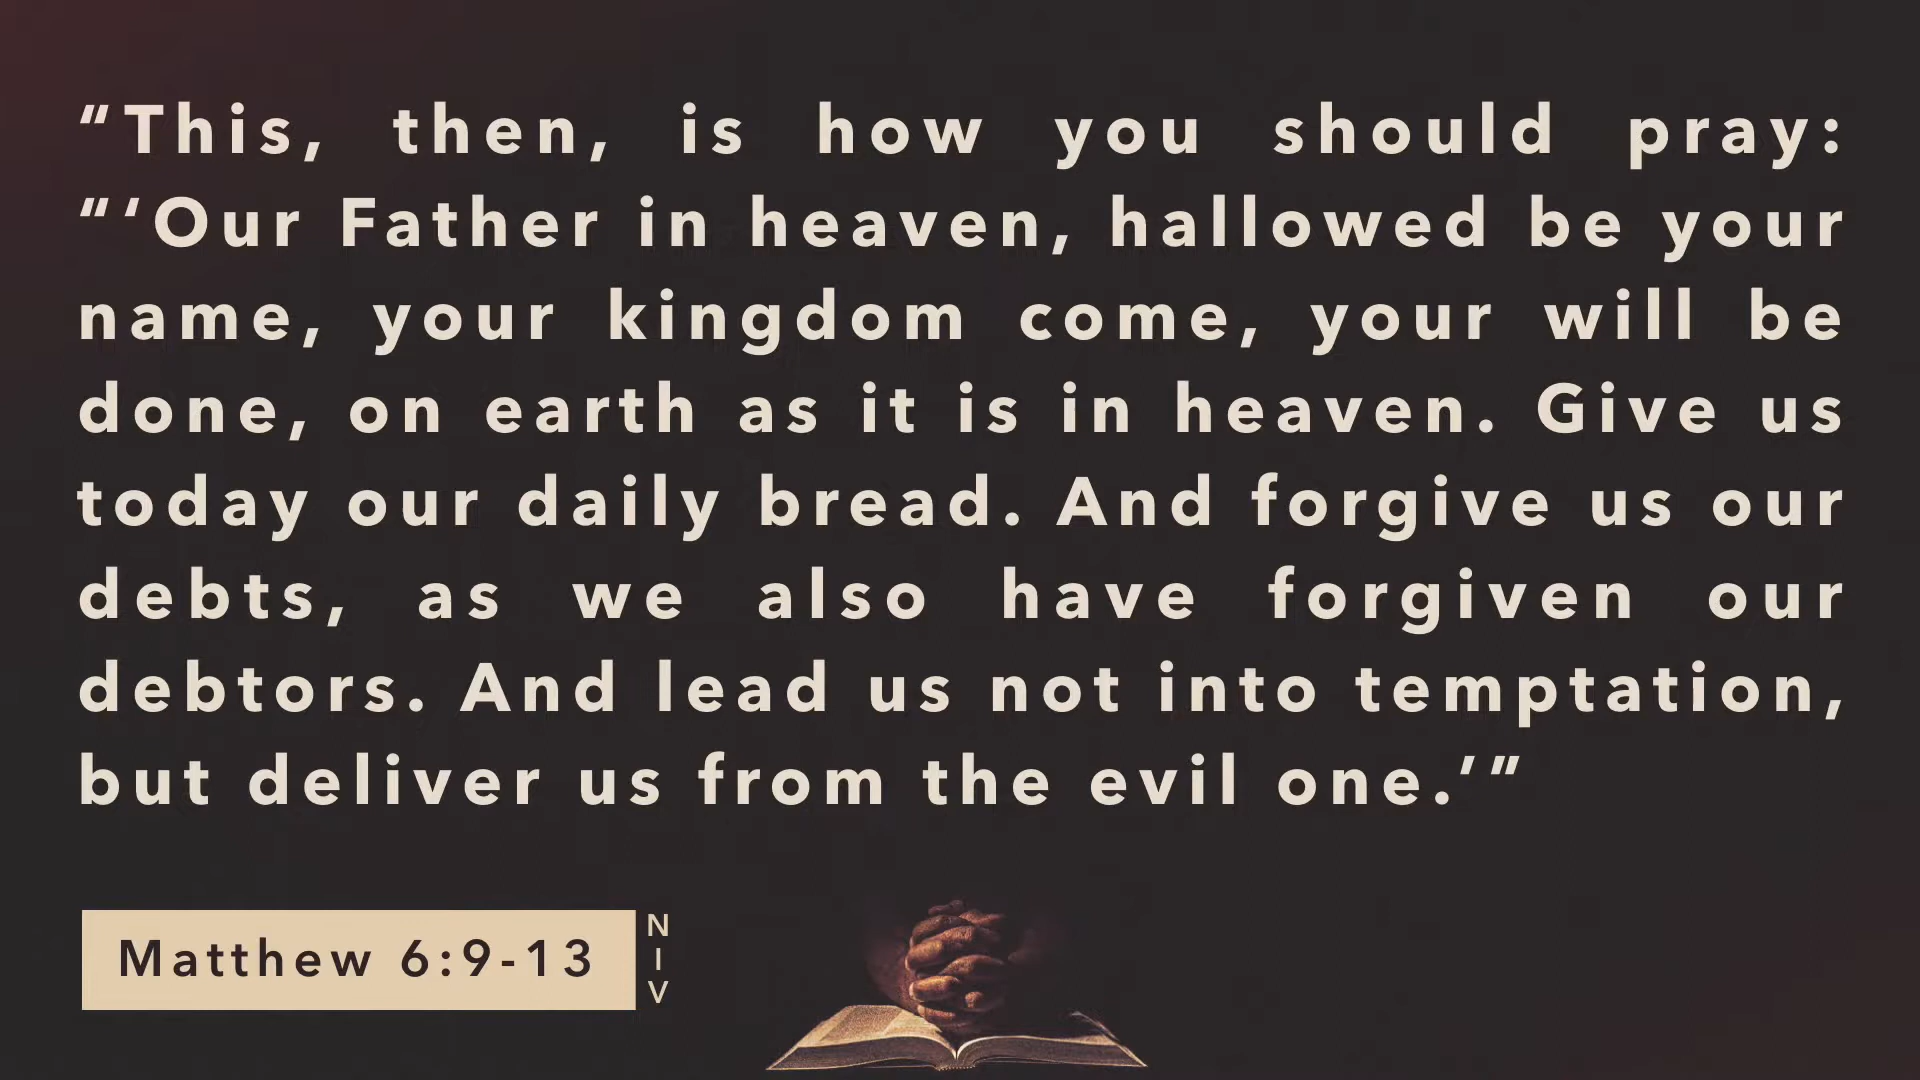 “This, then, is how you should pray:
“‘Our Father in heaven, hallowed be your
name, your kingdom come, your will be
done, on earth as it is in heaven. Give us
today our daily bread. And forgive us our
debts, as we also have forgiven our
debtors. And lead us not into temptation,
but deliver us from the evil one.’”
Matthew 6:9-13
NIV